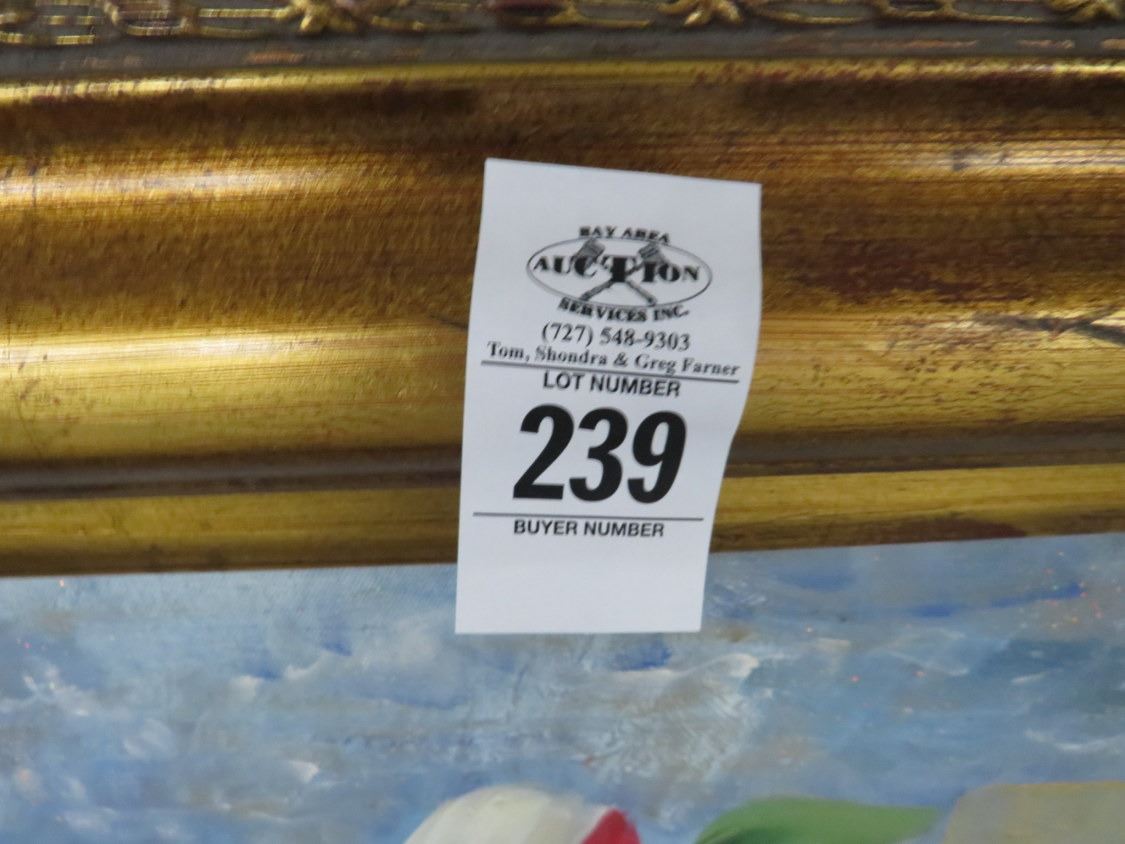 BAY AREA
AUCTION
SERVICES INC.
(727) 548-9303
Tom, Shondra & Greg Farner
LOT NUMBER
239
BUYER NUMBER